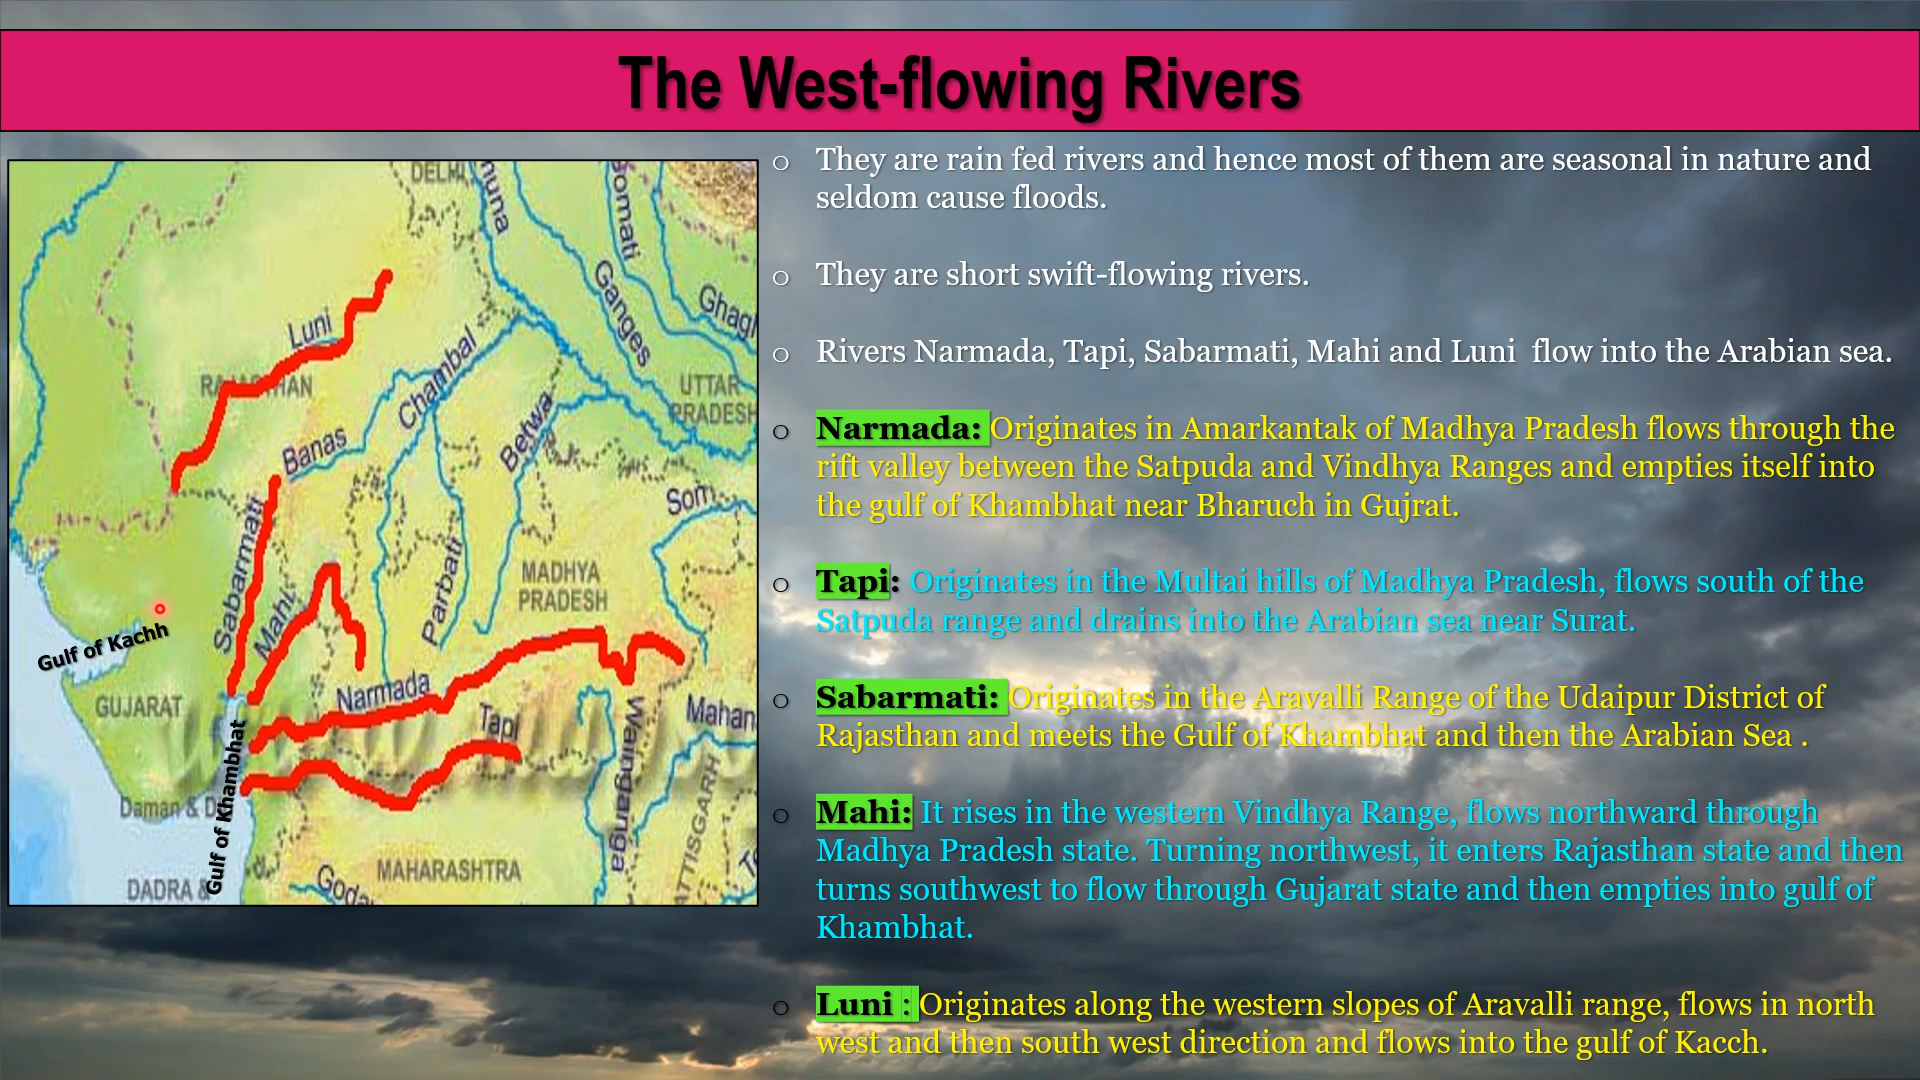 The West-flowing Rivers
o They are rain fed rivers and hence most of them are seasonal in nature and
seldom cause floods.
o They are short swift-flowing rivers.
o Rivers Narmada, Tapi, Sabarmati, Mahi and Luni flow into the Arabian sea.
o Narmada: Originates in Amarkantak of Madhya Pradesh flows through the
rift valley between the Satpuda and Vindhya Ranges and empties itself into
the gulf of Khambhat near Bharuch in Gujrat.
o Tapi: Originates in the Multai hills of Madhya Pradesh, flows south of the
Satpuda range and drains into the Arabian sea near Surat.
o Sabarmati: Originates in the Aravalli Range of the Udaipur District of
Rajasthan and meets the Gulf of Khambhat and then the Arabian Sea .
o Mahi: It rises in the western Vindhya Range, flows northward through
Madhya Pradesh state. Turning northwest, it enters Rajasthan state and then
turns southwest to flow through Gujarat state and then empties into gulf of
Khambhat.
o Luni : Originates along the western slopes of Aravalli range, flows in north
west and then south west direction and flows into the gulf of Kacch.
DELHI
muna
Gomati
Ganges
Ghagh
Luni
RAJASTHAN
Chambal
UTTAR
PRADESH
Banas
Betwa
Son
Sabarmati
Mahi
Parbati
MADHYA
PRADESH
Gulf of Kachh
GUJARAT
Narmada
Tapi
Wainganga
Mahan
Gulf of Khambhat
Daman & D
ATTISGARH
MAHARASHTRA
DADRA &
Goda